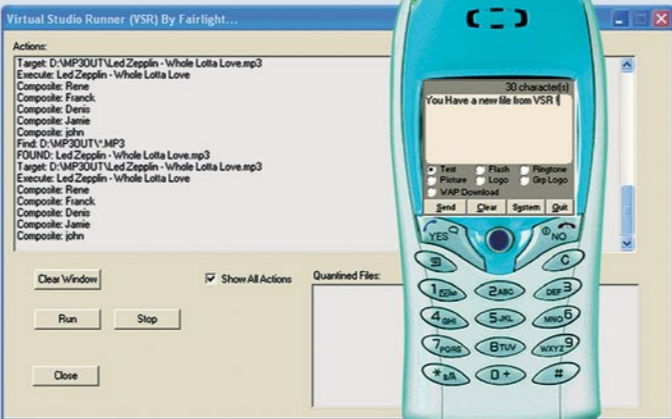 Virtual Studio Runner (VSR) By Fairlight...
Actions:
Target: D:\MP3OUT\Led Zepplin - Whole Lotta Love.mp3
Execute: Led Zepplin - Whole Lotta Love
Composite: Rene
Composite: Franck
Composite: Denis
Composite: Jamie
Composite: john
Find: D:\MP3OUT\*.MP3
FOUND: Led Zepplin - Whole Lotta Love.mp3
Target: D:\MP3OUT\Led Zepplin - Whole Lotta Love.mp3
Execute: Led Zepplin - Whole Lotta Love
Composite: Rene
Composite: Franck
Composite: Denis
Composite: Jamie
Composite: john
Clear Window
Show All Actions
Quantined Files:
Run
Stop
Close
30 character(s)
You Have a new file from VSR !
Text Flash Ringtone
Picture Logo Grp Logo
WAP Download
Send Clear System Quit
YES NO
C
1 2ABC DEF3
4GHI 5JKL MNO6
7PQRS 8TUV WXYZ9
*a/A 0+ #